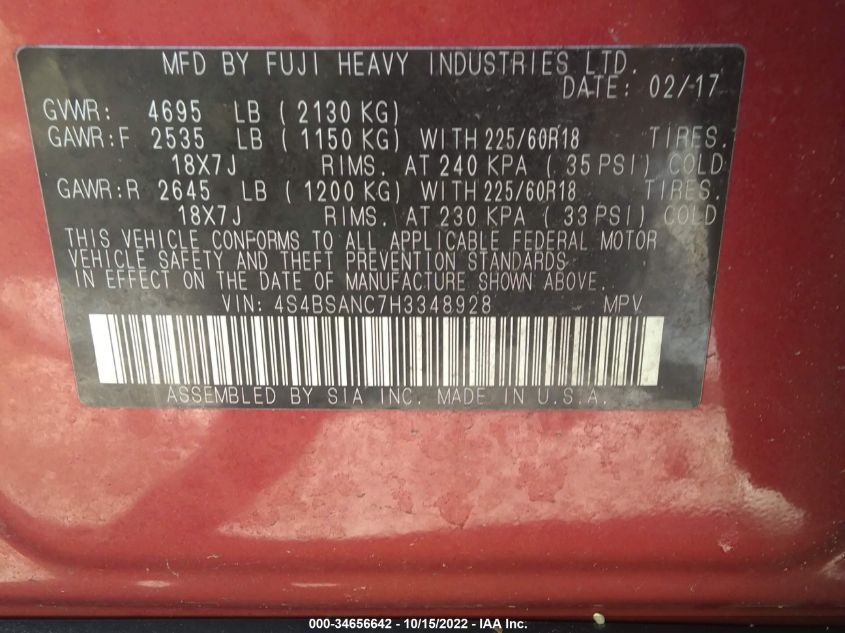 MFD BY FUJI HEAVY INDUSTRIES LTD.
DATE: 02/17
GVWR: 4695 LB ( 2130 KG)
GAWR:F 2535 LB ( 1150 KG) WITH 225/60R18 TIRES.
18X7J RIMS. AT 240 KPA ( 35 PSI) COLD
GAWR:R 2645 LB ( 1200 KG) WITH 225/60R18 TIRES.
18X7J RIMS. AT 230 KPA ( 33 PSI) COLD
THIS VEHICLE CONFORMS TO ALL APPLICABLE FEDERAL MOTOR
VEHICLE SAFETY AND THEFT PREVENTION STANDARDS
IN EFFECT ON THE DATE OF MANUFACTURE SHOWN ABOVE.
VIN: 4S4BSANC7H3348928 MPV
ASSEMBLED BY SIA INC. MADE IN U.S.A.
000-34656642 - 10/15/2022 - IAA Inc.